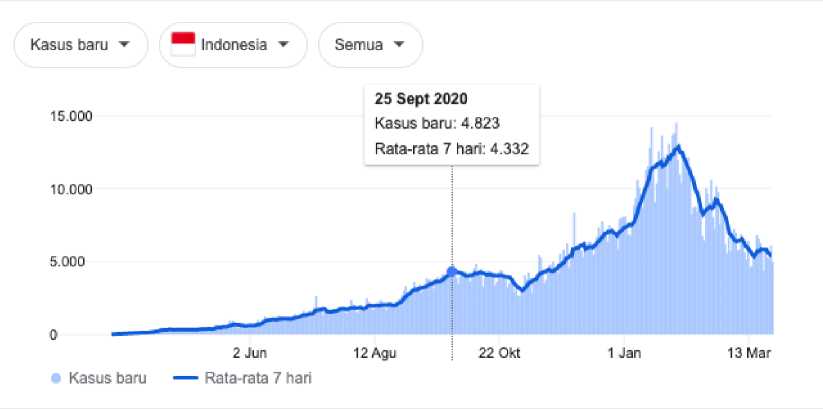 Kasus baru
Indonesia
Semua
25 Sept 2020
Kasus baru: 4.823
Rata-rata 7 hari: 4.332
15.000
10.000
5.000
0
2 Jun
12 Agu
22 Okt
1 Jan
13 Mar
Kasus baru
Rata-rata 7 hari